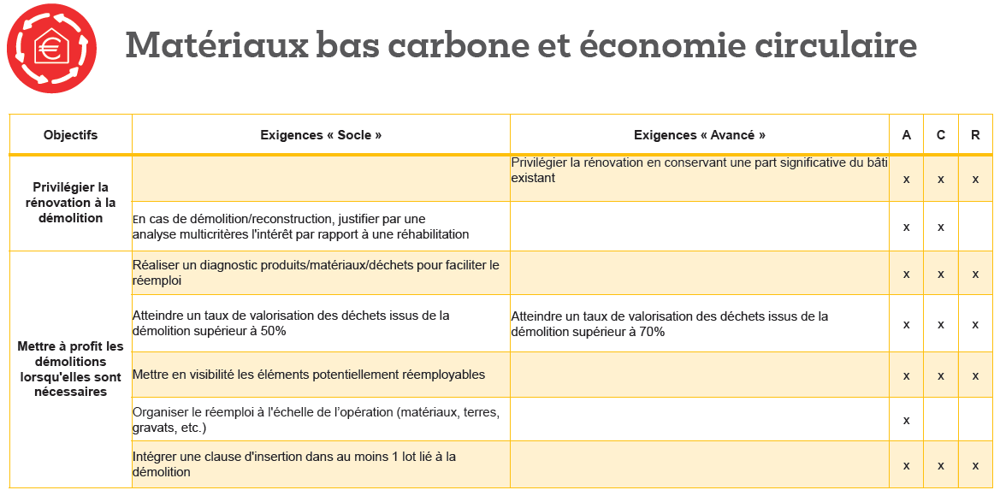 Matériaux bas carbone et économie circulaire
Objectifs
Exigences « Socle »
Exigences « Avancé »
A
C
R
Privilégier la
rénovation à la
démolition
Privilégier la rénovation en conservant une part significative du bâti
existant
x
x
x
En cas de démolition/reconstruction, justifier par une
analyse multicritères l'intérêt par rapport à une réhabilitation
x
x
Mettre à profit les
démolitions
lorsqu'elles sont
nécessaires
Réaliser un diagnostic produits/matériaux/déchets pour faciliter le
réemploi
x
x
x
Atteindre un taux de valorisation des déchets issus de la
démolition supérieur à 50%
Atteindre un taux de valorisation des déchets issus de la
démolition supérieur à 70%
x
x
x
Mettre en visibilité les éléments potentiellement réemployables
x
x
x
Organiser le réemploi à l'échelle de l’opération (matériaux, terres,
gravats, etc.)
x
Intégrer une clause d'insertion dans au moins 1 lot lié à la
démolition
x
x
x